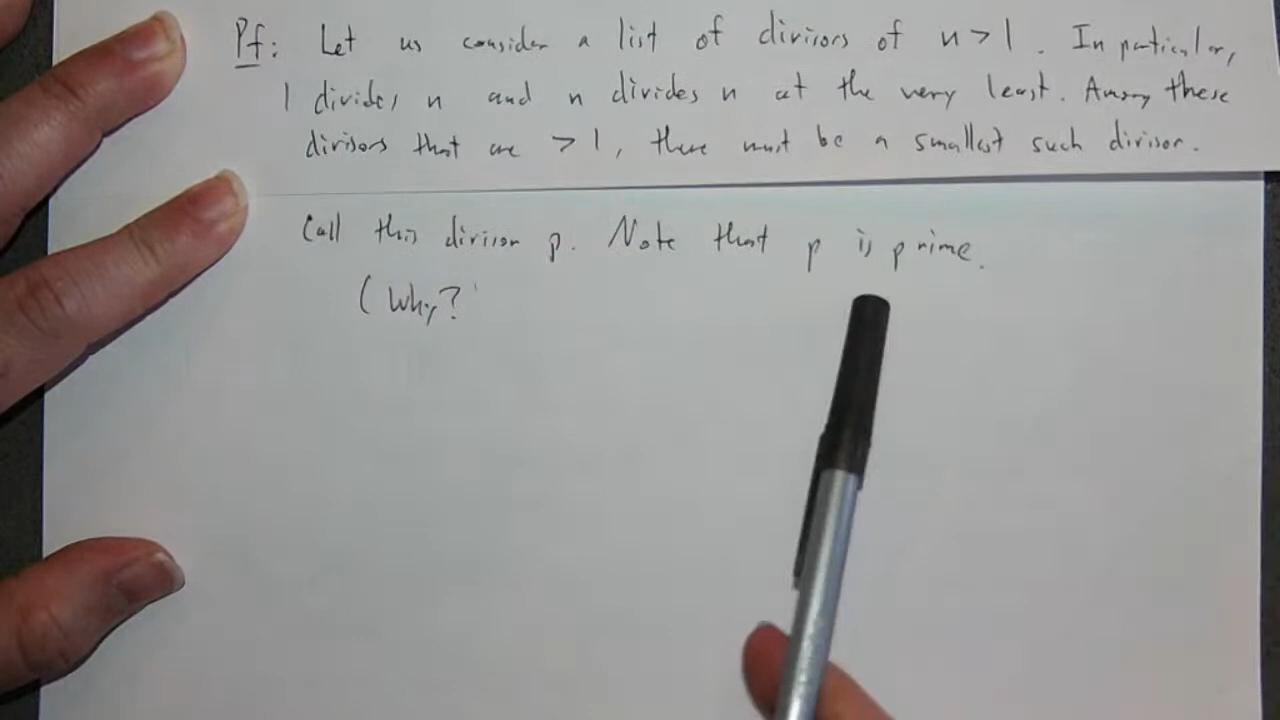 Pf: Let us consider a list of divisors of n > 1. In particular,
1 divides n and n divides n at the very least. Among these
divisors that are > 1, there must be a smallest such divisor.
Call this divisor p. Note that p is prime.
(Why?